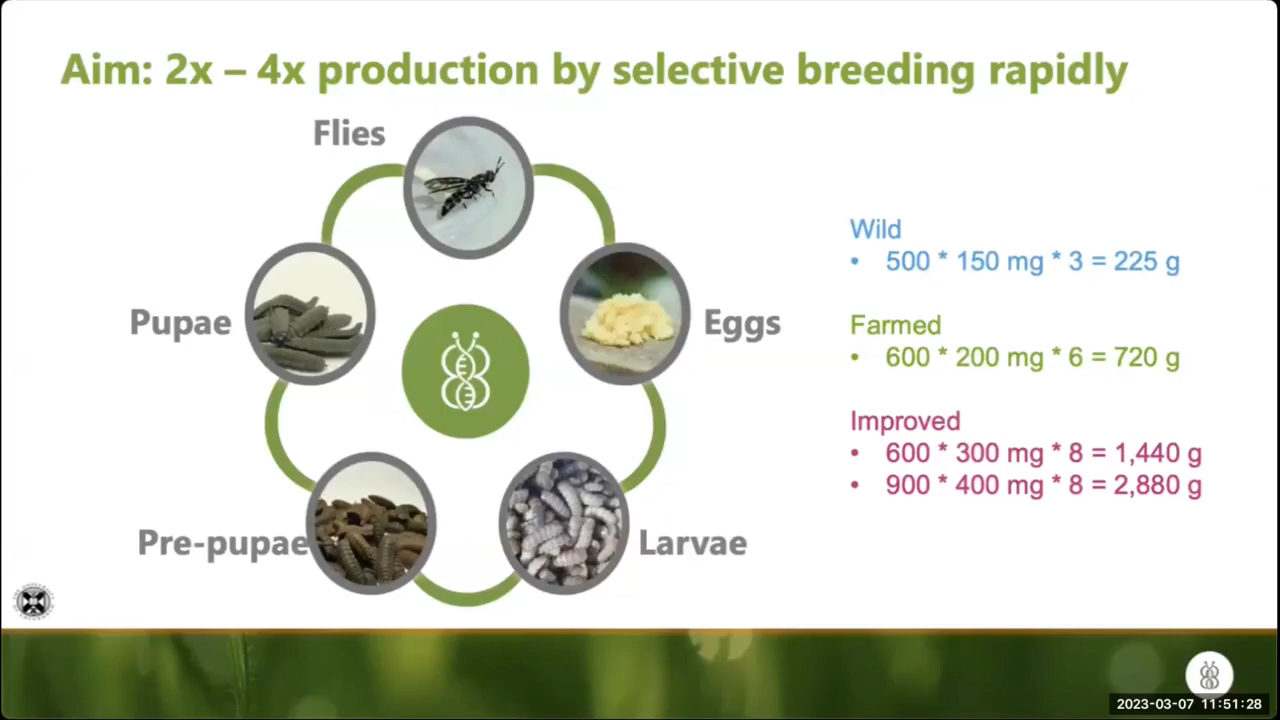 Aim: 2x – 4x production by selective breeding rapidly
Flies
Pupae
Eggs
Pre-pupae
Larvae
Wild
• 500 * 150 mg * 3 = 225 g
Farmed
• 600 * 200 mg * 6 = 720 g
Improved
• 600 * 300 mg * 8 = 1,440 g
• 900 * 400 mg * 8 = 2,880 g
2023-03-07 11:51:28